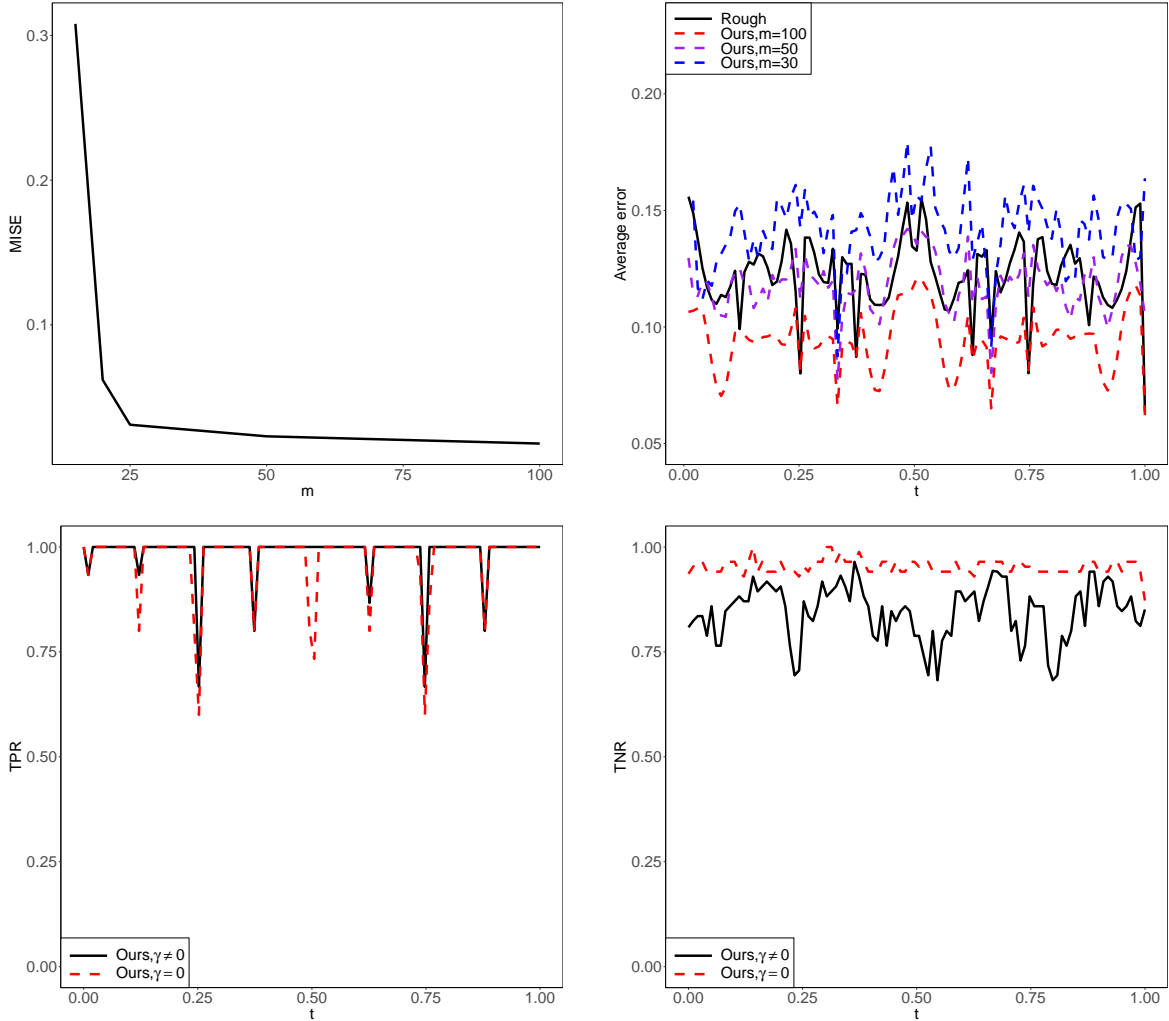 0.3
0.2
0.1
MISE
25
50
75
100
m
Rough
Ours,m=100
Ours,m=50
Ours,m=30
0.20
0.15
0.10
0.05
Average error
0.00
0.25
0.50
0.75
1.00
t
1.00
0.75
0.50
0.25
0.00
TPR
Ours,γ ≠ 0
Ours,γ = 0
0.00
0.25
0.50
0.75
1.00
t
1.00
0.75
0.50
0.25
0.00
TNR
Ours,γ ≠ 0
Ours,γ = 0
0.00
0.25
0.50
0.75
1.00
t